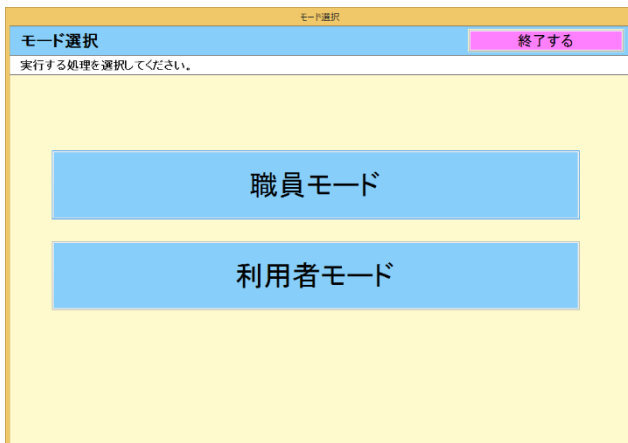 モード選択
モード選択
終了する
実行する処理を選択してください。
職員モード
利用者モード